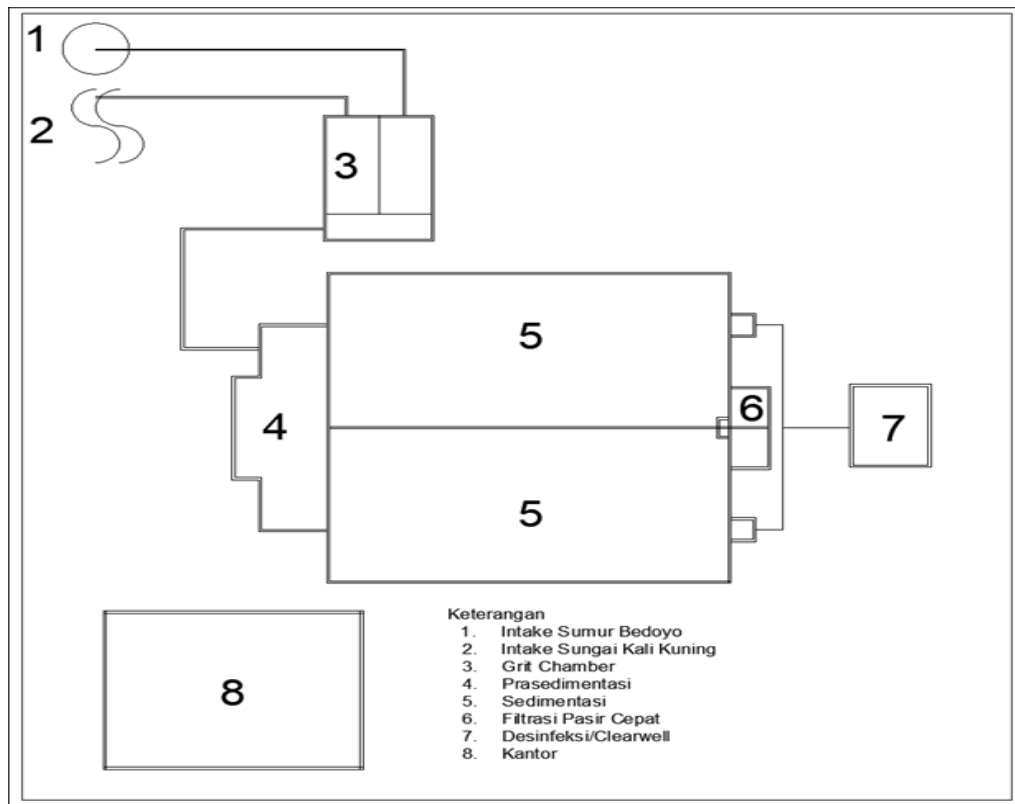 1
2
3
5
4
6
7
5
8
Keterangan
1. Intake Sumur Bedoyo
2. Intake Sungai Kali Kuning
3. Grit Chamber
4. Prasedimentasi
5. Sedimentasi
6. Filtrasi Pasir Cepat
7. Desinfeksi/Clearwell
8. Kantor